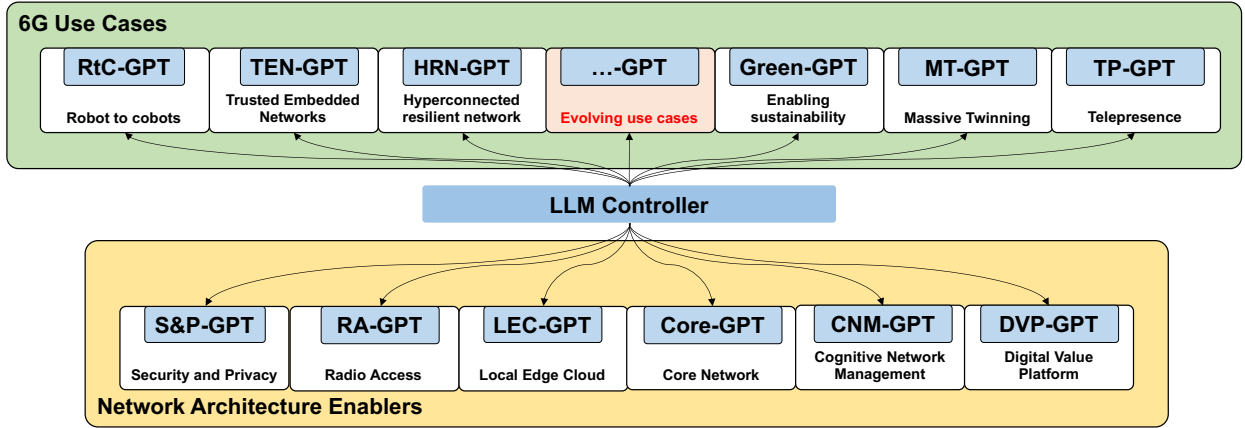 6G Use Cases
RtC-GPT
Robot to cobots
TEN-GPT
Trusted Embedded
Networks
HRN-GPT
Hyperconnected
resilient network
...-GPT
Evolving use cases
Green-GPT
Enabling
sustainability
MT-GPT
Massive Twinning
TP-GPT
Telepresence
LLM Controller
S&P-GPT
Security and Privacy
RA-GPT
Radio Access
LEC-GPT
Local Edge Cloud
Core-GPT
Core Network
CNM-GPT
Cognitive Network
Management
DVP-GPT
Digital Value
Platform
Network Architecture Enablers